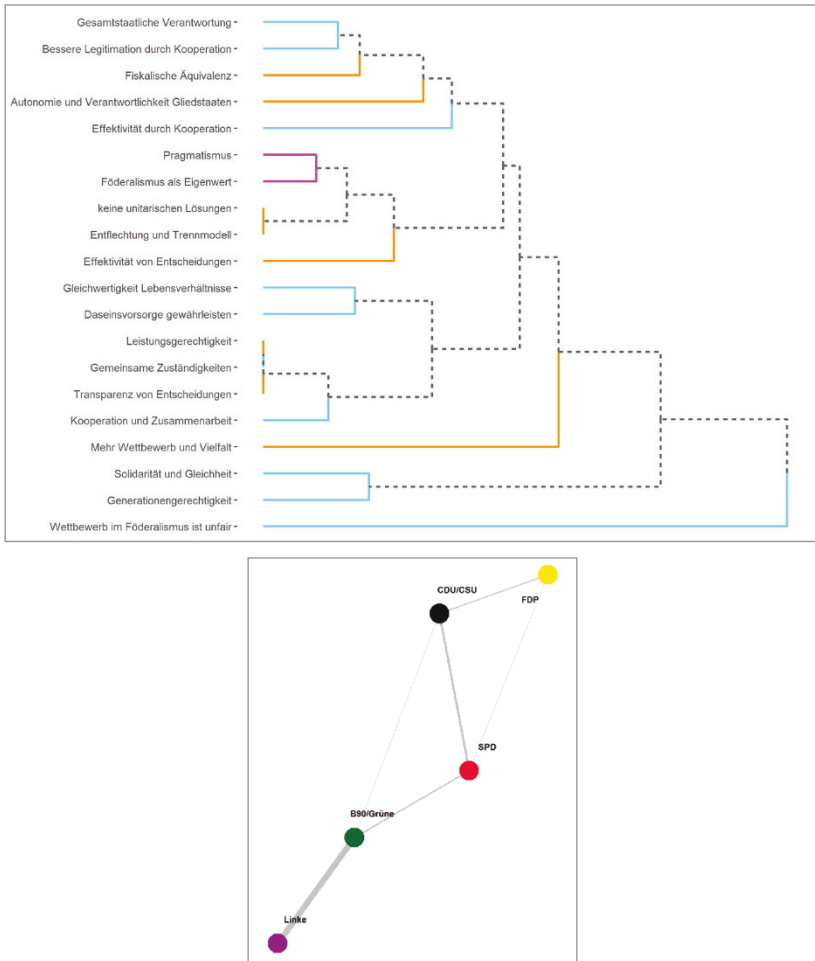 Gesamtstaatliche Verantwortung
Bessere Legitimation durch Kooperation
Fiskalische Äquivalenz
Autonomie und Verantwortlichkeit Gliedstaaten
Effektivität durch Kooperation
Pragmatismus
Föderalismus als Eigenwert
keine unitarischen Lösungen
Entflechtung und Trennmodell
Effektivität von Entscheidungen
Gleichwertigkeit Lebensverhältnisse
Daseinsvorsorge gewährleisten
Leistungsgerechtigkeit
Gemeinsame Zuständigkeiten
Transparenz von Entscheidungen
Kooperation und Zusammenarbeit
Mehr Wettbewerb und Vielfalt
Solidarität und Gleichheit
Generationengerechtigkeit
Wettbewerb im Föderalismus ist unfair
CDU/CSU
FDP
SPD
B90/Grüne
Linke